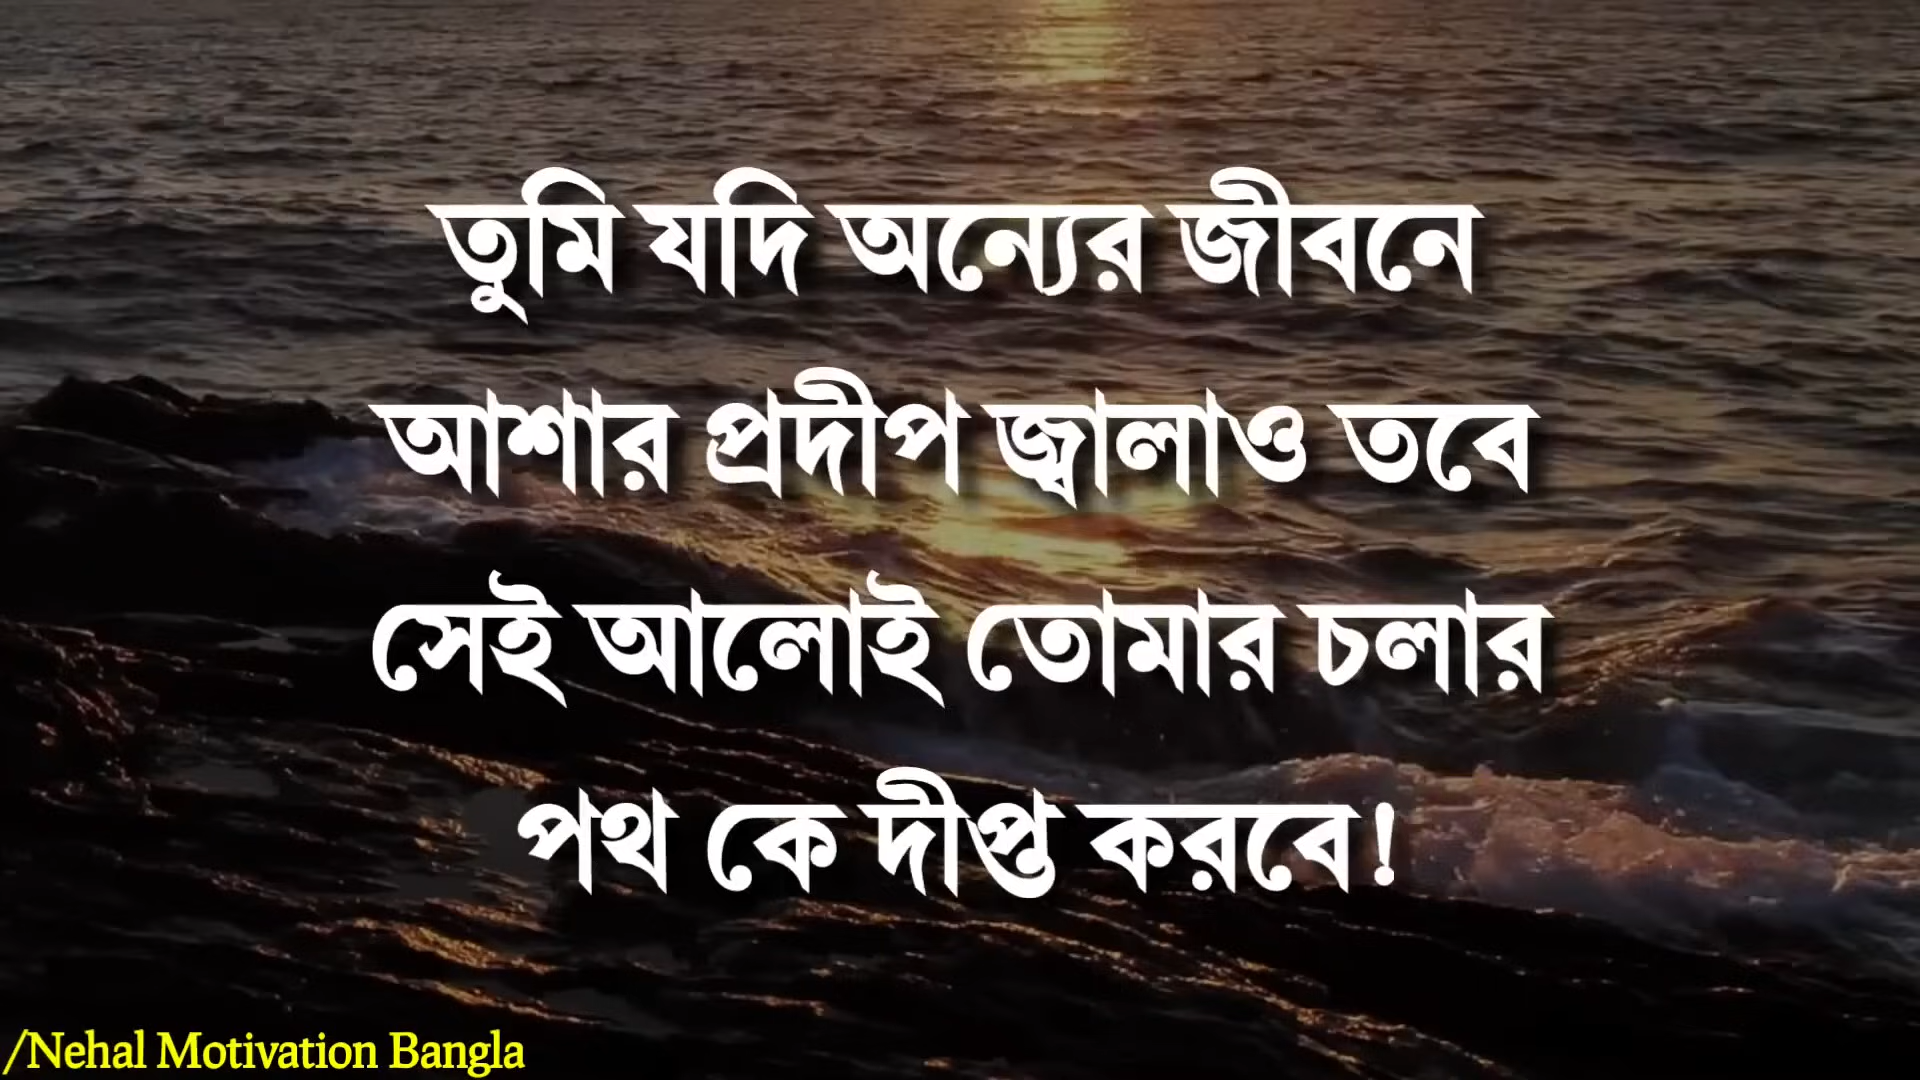 তুমি যদি অন্যের জীবনে
আশার প্রদীপ জ্বালাও তবে
সেই আলোই তোমার চলার
পথ কে দীপ্ত করবে!
/Nehal Motivation Bangla